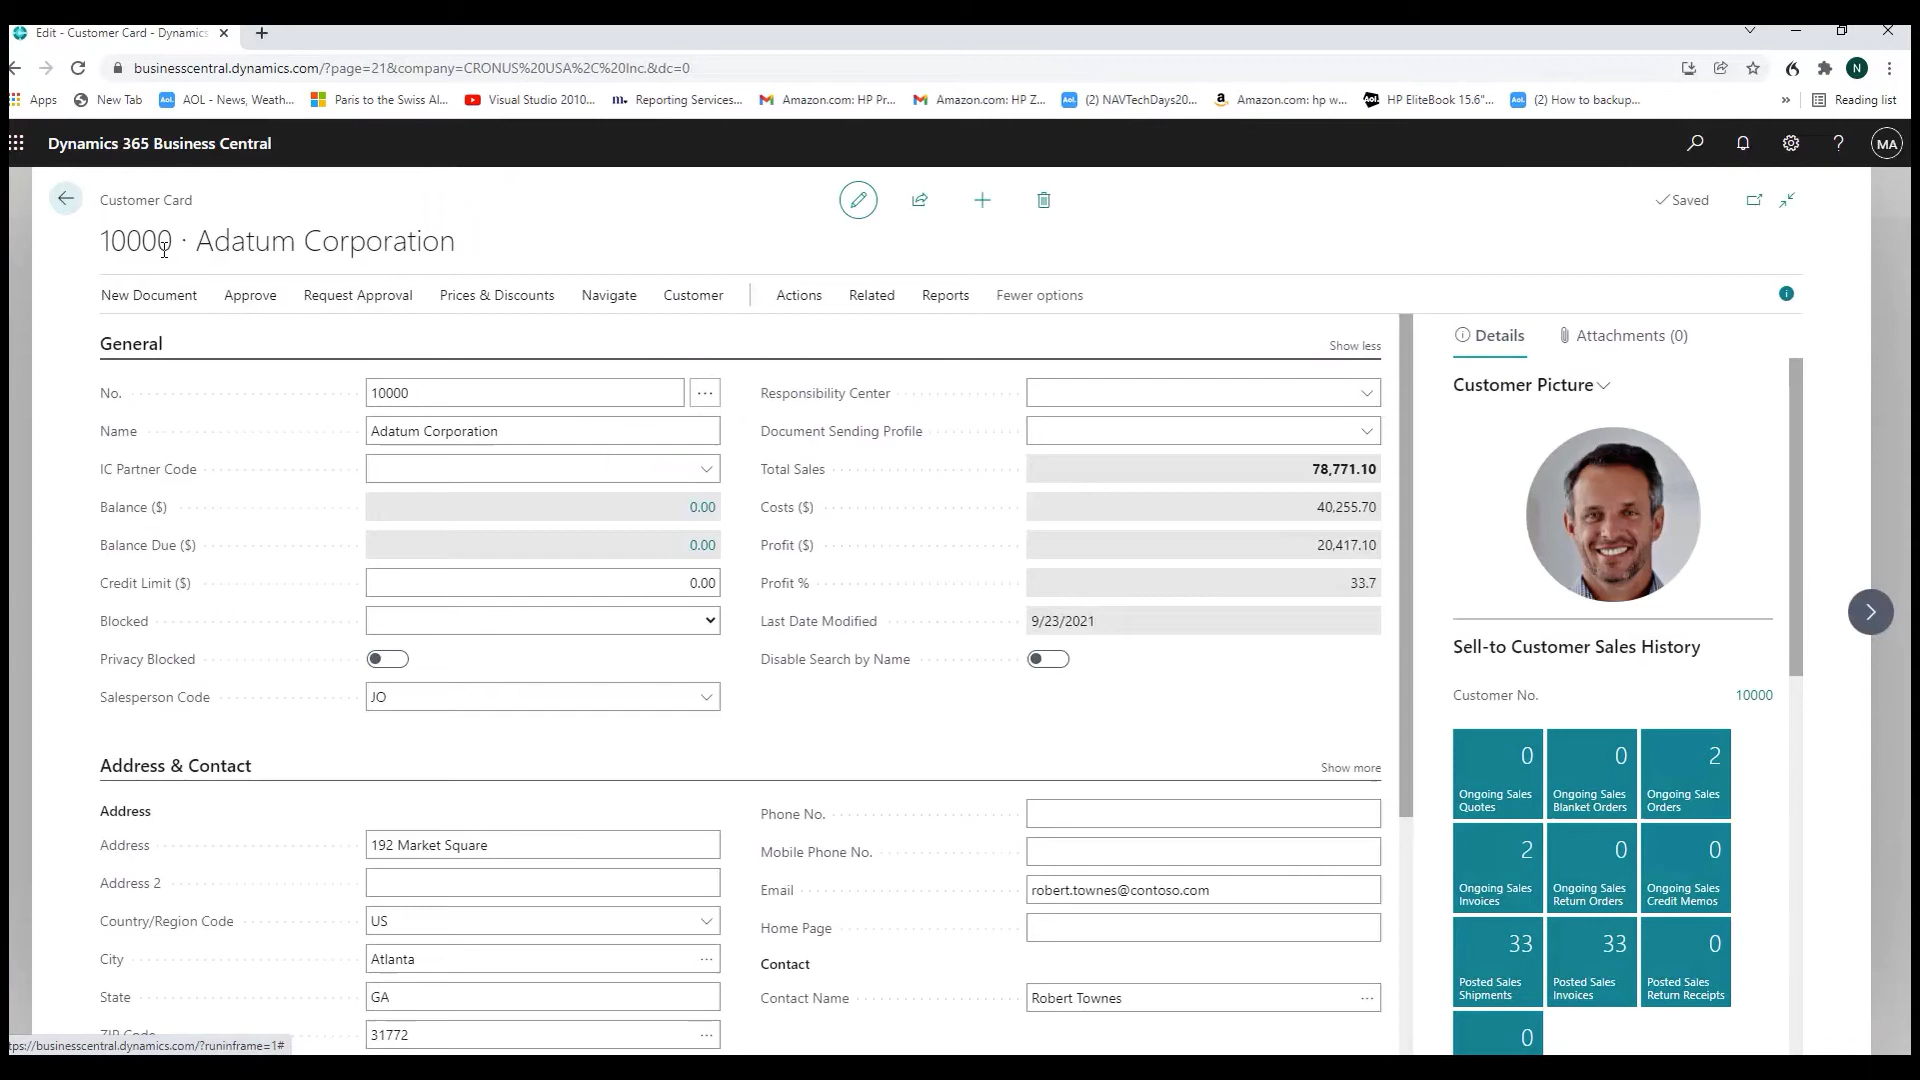 Edit - Customer Card - Dynamics
businesscentral.dynamics.com/?page=21&company=CRONUS%20USA%2C%20Inc.&dc=0
N
Apps
New Tab
Aol.
AOL - News, Weath...
Paris to the Swiss Al...
Visual Studio 2010...
m.
Reporting Services...
Amazon.com: HP Pr...
Amazon.com: HP Z...
Aol.
(2) NAVTechDays20...
Amazon.com: hp w...
HP EliteBook 15.6"...
Aol.
(2) How to backup...
Reading list
Dynamics 365 Business Central
?
MA
Customer Card
Saved
10000 · Adatum Corporation
New Document
Approve
Request Approval
Prices & Discounts
Navigate
Customer
Actions
Related
Reports
Fewer options
General
Show less
No.
10000
Name
Adatum Corporation
IC Partner Code
Balance ($)
0.00
Balance Due ($)
0.00
Credit Limit ($)
0.00
Blocked
Privacy Blocked
Salesperson Code
JO
Responsibility Center
Document Sending Profile
Total Sales
78,771.10
Costs ($)
40,255.70
Profit ($)
20,417.10
Profit %
33.7
Last Date Modified
9/23/2021
Disable Search by Name
Address & Contact
Show more
Address
Address
192 Market Square
Address 2
Country/Region Code
US
City
Atlanta
State
GA
ZIP Code
31772
Phone No.
Mobile Phone No.
Email
robert.townes@contoso.com
Home Page
Contact
Contact Name
Robert Townes
Details
Attachments (0)
Customer Picture
Sell-to Customer Sales History
Customer No.
10000
0
Ongoing Sales
Quotes
0
Ongoing Sales
Blanket Orders
2
Ongoing Sales
Orders
2
Ongoing Sales
Invoices
0
Ongoing Sales
Return Orders
0
Ongoing Sales
Credit Memos
33
Posted Sales
Shipments
33
Posted Sales
Invoices
0
Posted Sales
Return Receipts
0
tps://businesscentral.dynamics.com/?runinframe=1#